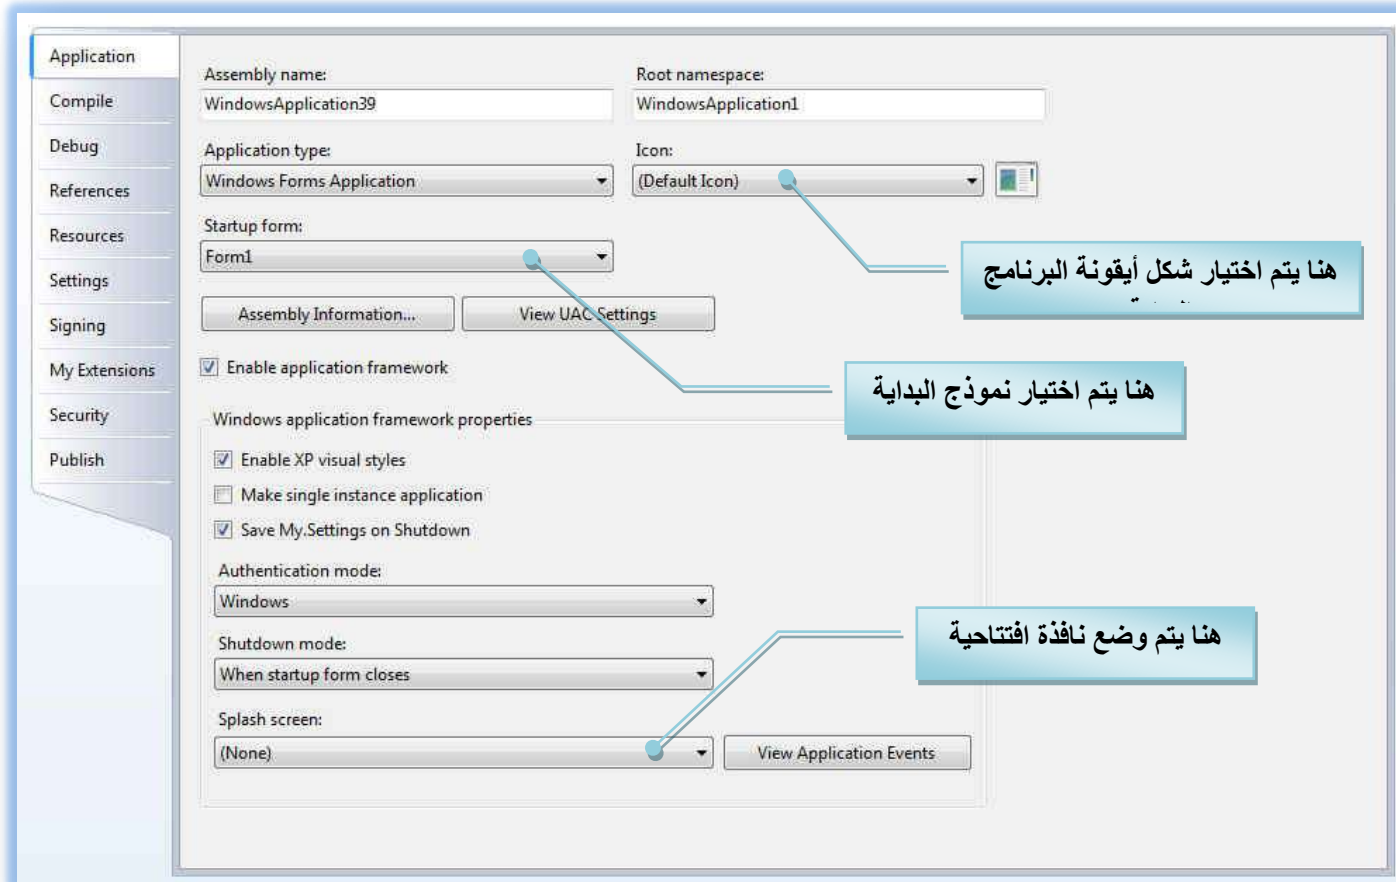 Application
Compile
Debug
References
Resources
Settings
Signing
My Extensions
Security
Publish
Assembly name:
WindowsApplication39
Root namespace:
WindowsApplication1
Application type:
Windows Forms Application
Icon:
(Default Icon)
Startup form:
Form1
هنا يتم اختيار شكل أيقونة البرنامج
Assembly Information...
View UAC Settings
Enable application framework
هنا يتم اختيار نموذج البداية
Windows application framework properties
Enable XP visual styles
Make single instance application
Save My.Settings on Shutdown
Authentication mode:
Windows
هنا يتم وضع نافذة افتتاحية
Shutdown mode:
When startup form closes
Splash screen:
(None)
View Application Events